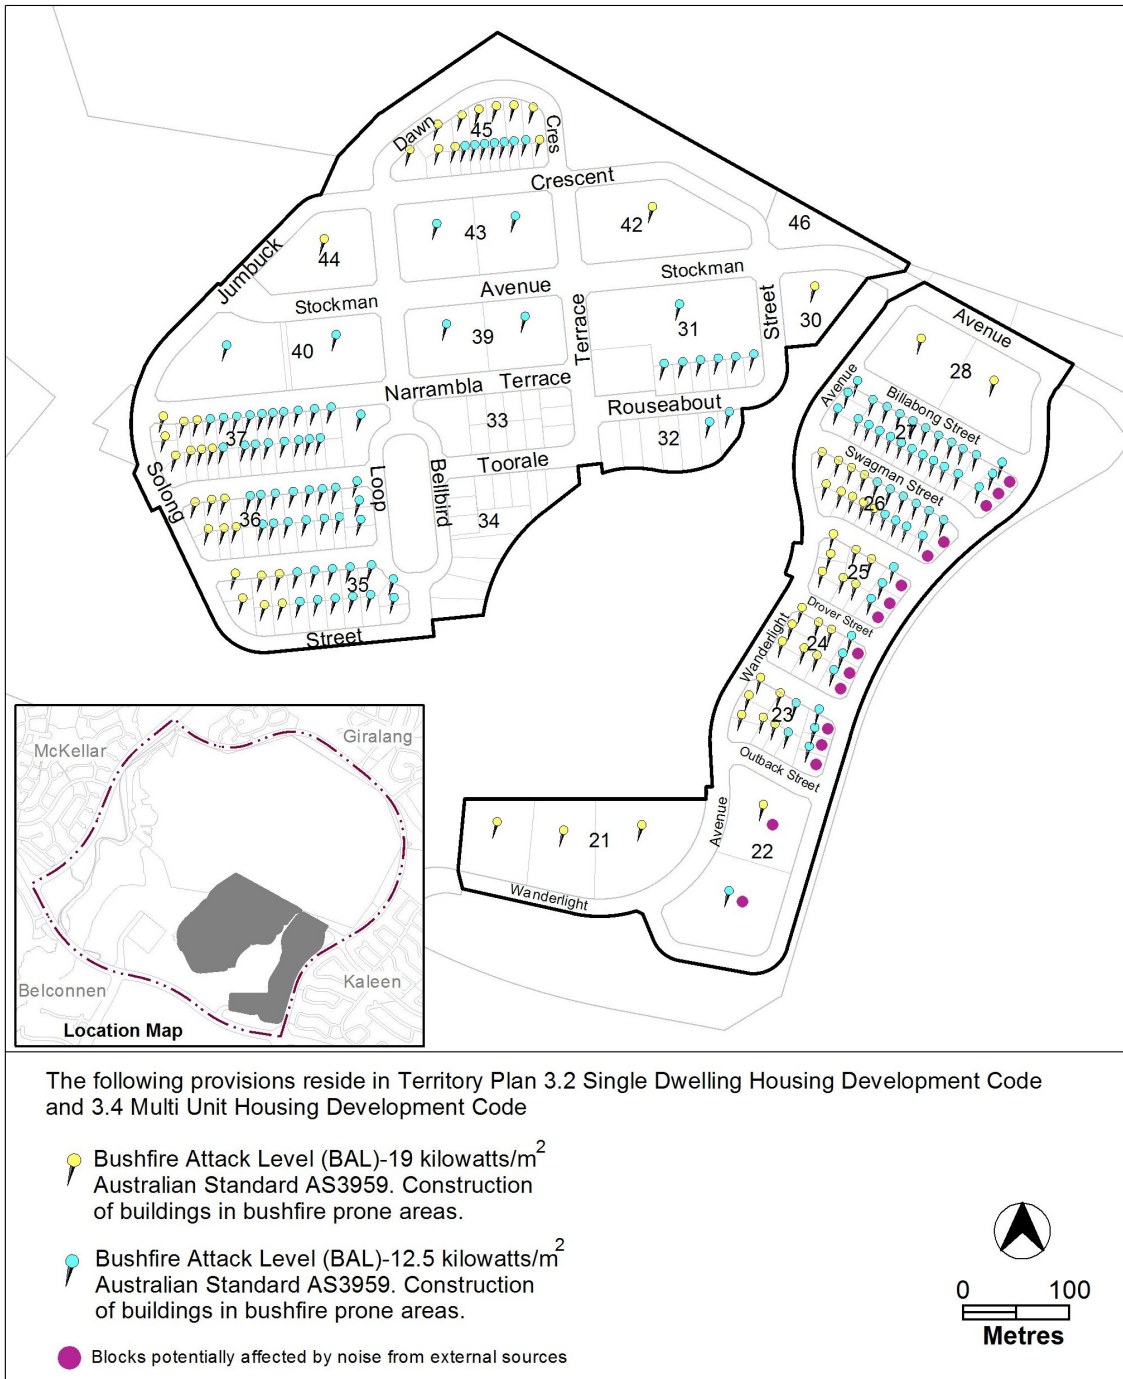 Dawn
45
Cres
Crescent
46
42
43
44
Jumbuck
Stockman
Stockman
Avenue
Street
30
31
Terrace
39
40
Avenue
28
Narrambla Terrace
Avenue
Billabong Street
Rouseabout
33
32
37
27
Swagman Street
Toorale
Solong
Loop
Bellbird
26
36
34
25
35
Drover Street
Street
Wanderlight
24
23
Outback Street
Avenue
21
22
Wanderlight
McKellar
Giralang
Kaleen
Belconnen
Location Map
The following provisions reside in Territory Plan 3.2 Single Dwelling Housing Development Code
and 3.4 Multi Unit Housing Development Code
Bushfire Attack Level (BAL)-19 kilowatts/m²
Australian Standard AS3959. Construction
of buildings in bushfire prone areas.
Bushfire Attack Level (BAL)-12.5 kilowatts/m²
Australian Standard AS3959. Construction
of buildings in bushfire prone areas.
Blocks potentially affected by noise from external sources
0 100
Metres